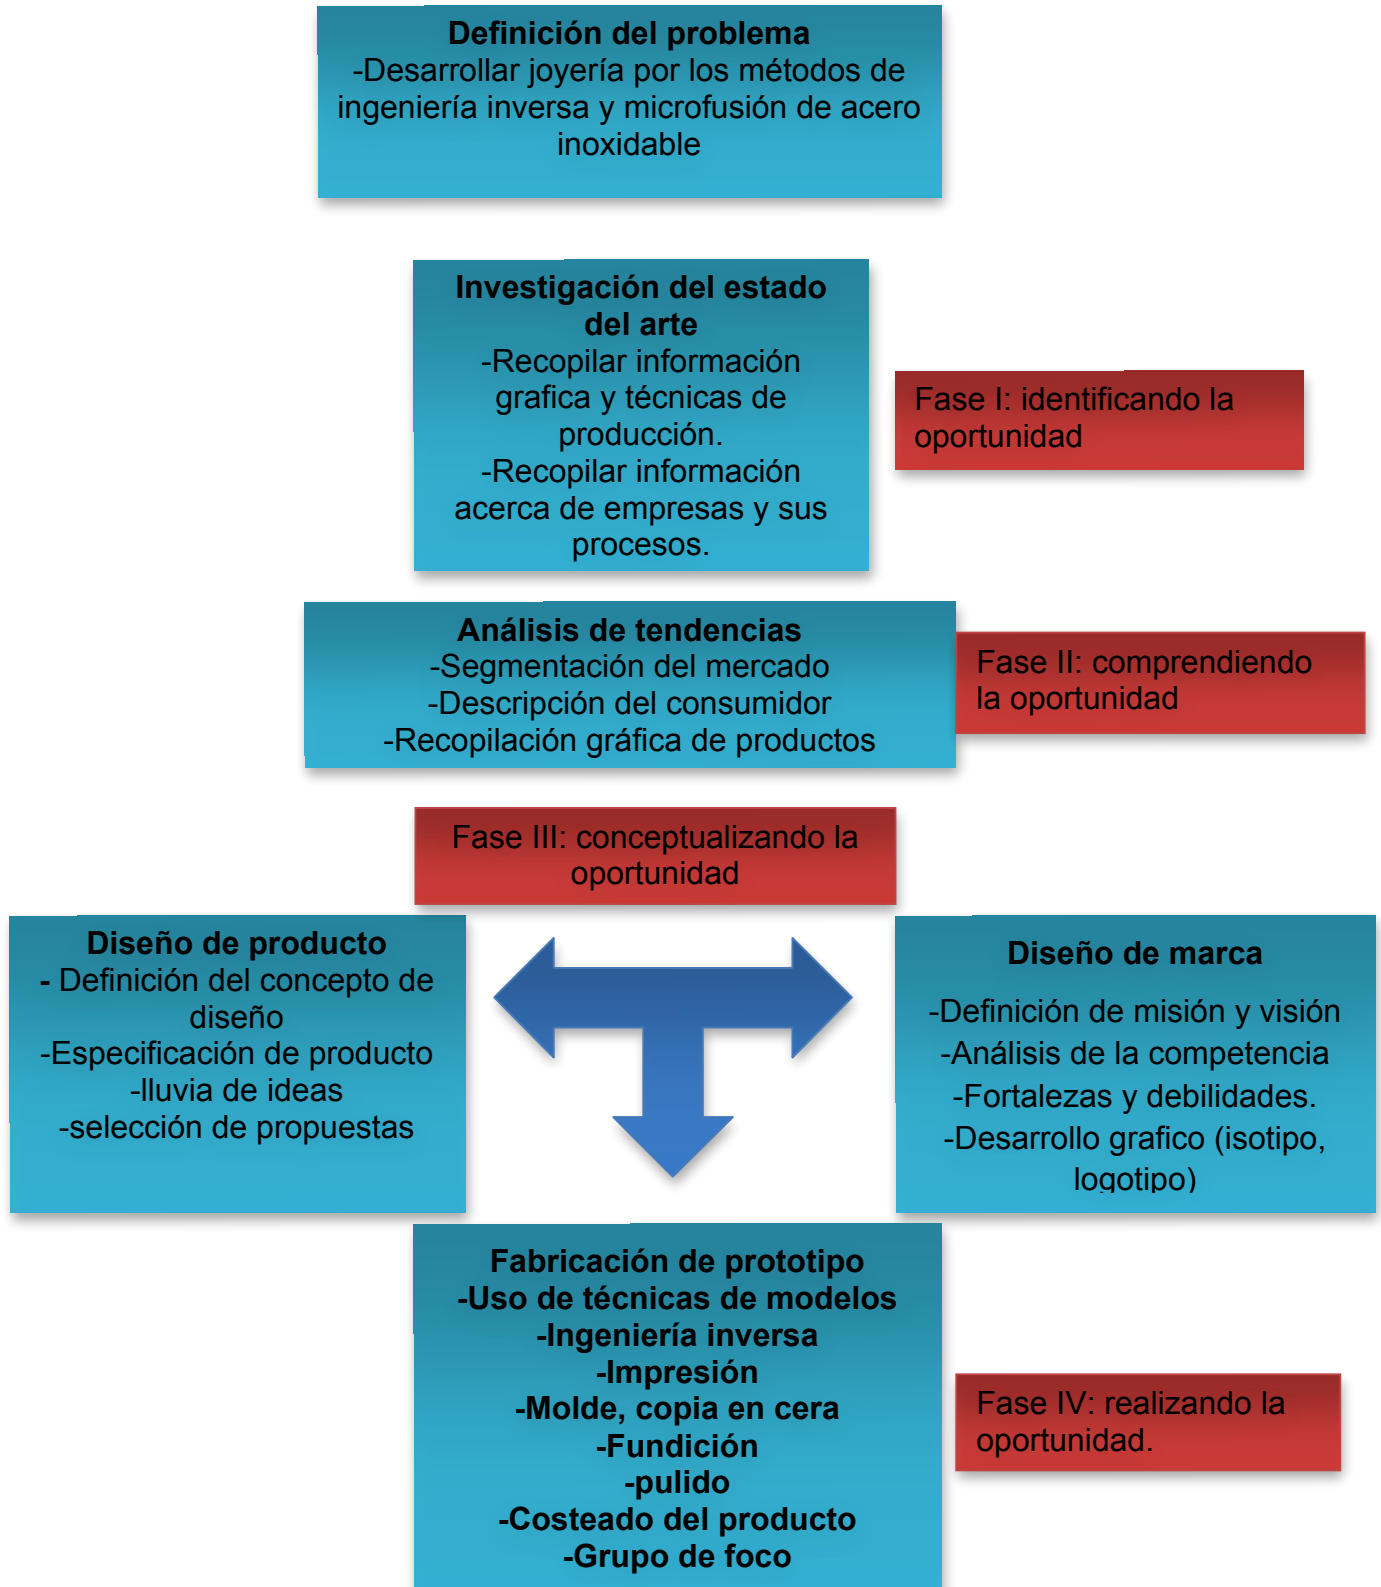 Definición del problema
-Desarrollar joyería por los métodos de
ingeniería inversa y microfusión de acero
inoxidable
Investigación del estado
del arte
-Recopilar información
grafica y técnicas de
producción.
-Recopilar información
acerca de empresas y sus
procesos.
Fase I: identificando la
oportunidad
Análisis de tendencias
-Segmentación del mercado
-Descripción del consumidor
-Recopilación gráfica de productos
Fase II: comprendiendo
la oportunidad
Fase III: conceptualizando la
oportunidad
Diseño de producto
- Definición del concepto de
diseño
-Especificación de producto
-lluvia de ideas
-selección de propuestas
Diseño de marca
-Definición de misión y visión
-Análisis de la competencia
-Fortalezas y debilidades.
-Desarrollo grafico (isotipo,
logotipo)
Fabricación de prototipo
-Uso de técnicas de modelos
-Ingeniería inversa
-Impresión
-Molde, copia en cera
-Fundición
-pulido
-Costeado del producto
-Grupo de foco
Fase IV: realizando la
oportunidad.